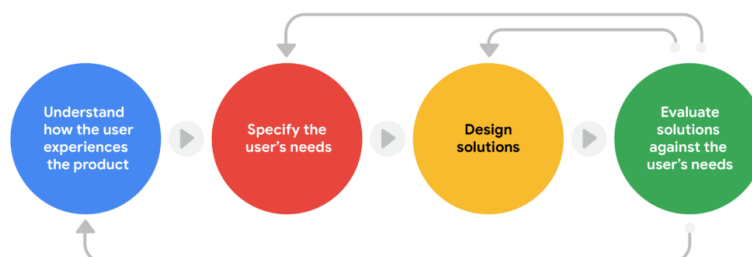 Understand
how the user
experiences
the product
Specify the
user's needs
Design
solutions
Evaluate
solutions
against the
user's needs